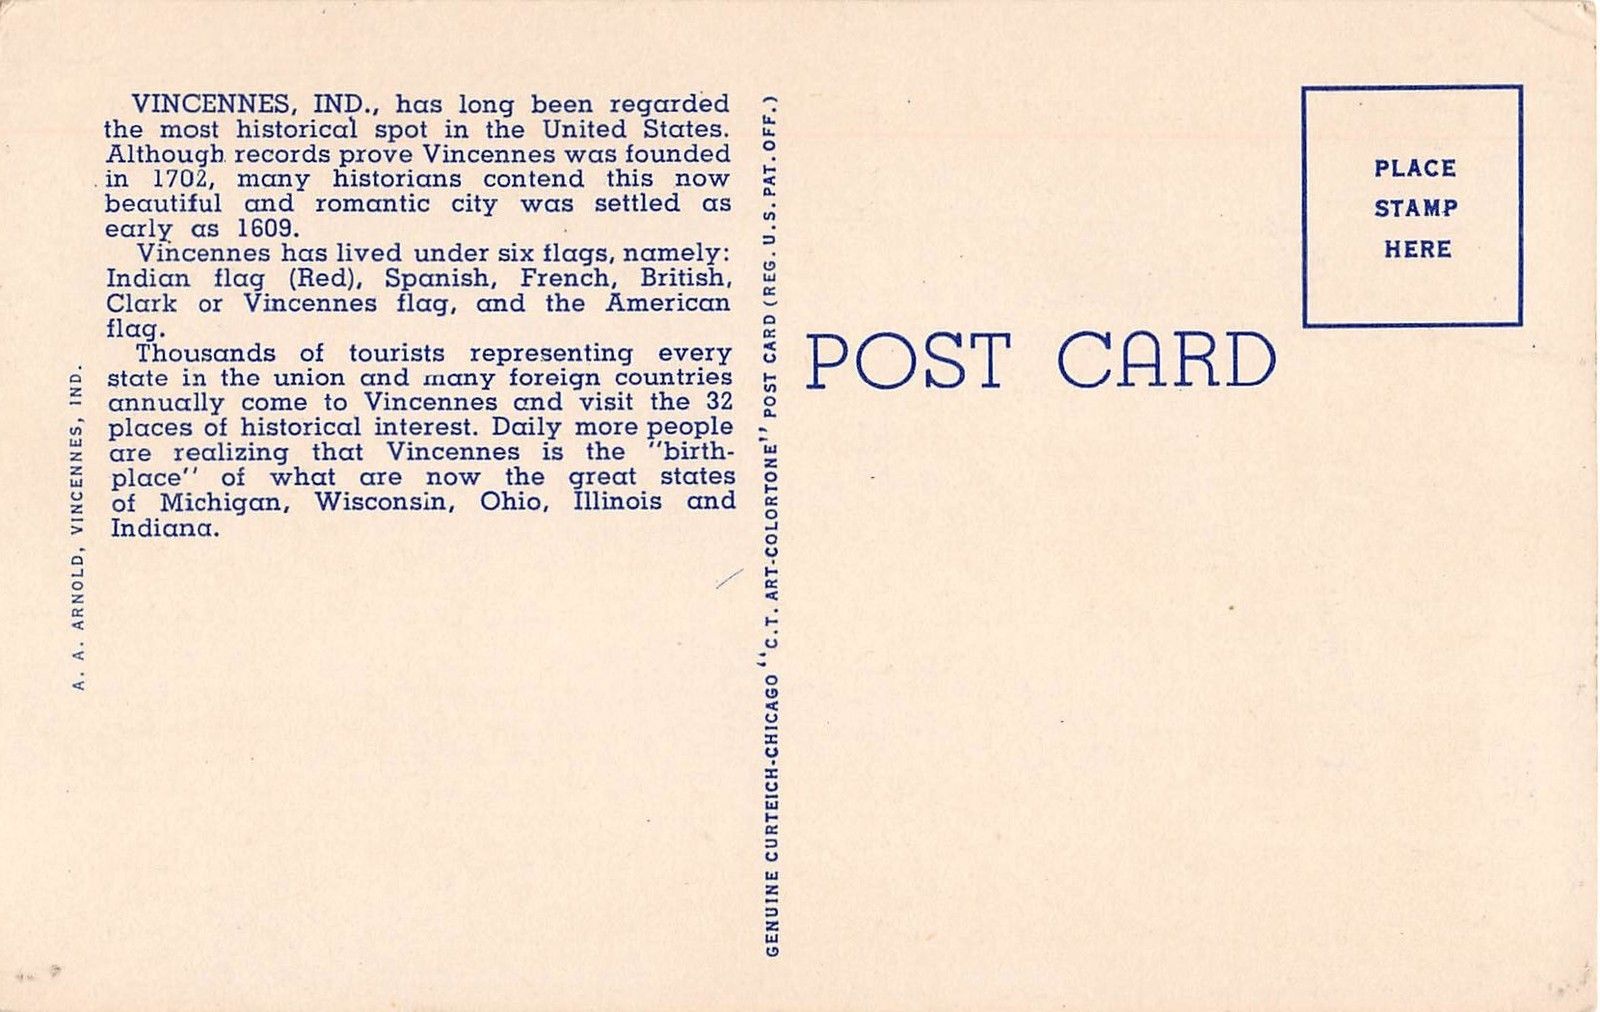 VINCENNES, IND., has long been regarded
the most historical spot in the United States.
Although records prove Vincennes was founded
in 1702, many historians contend this now
beautiful and romantic city was settled as
early as 1609.
Vincennes has lived under six flags, namely:
Indian flag (Red), Spanish, French, British,
Clark or Vincennes flag, and the American
flag.
Thousands of tourists representing every
state in the union and many foreign countries
annually come to Vincennes and visit the 32
places of historical interest. Daily more people
are realizing that Vincennes is the "birth-
place" of what are now the great states
of Michigan, Wisconsin, Ohio, Illinois and
Indiana.
A. A. ARNOLD, VINCENNES, IND.
GENUINE CURTEICH-CHICAGO "C.T. ART-COLORTONE" POST CARD (REG. U.S. PAT. OFF.)
POST CARD
PLACE
STAMP
HERE